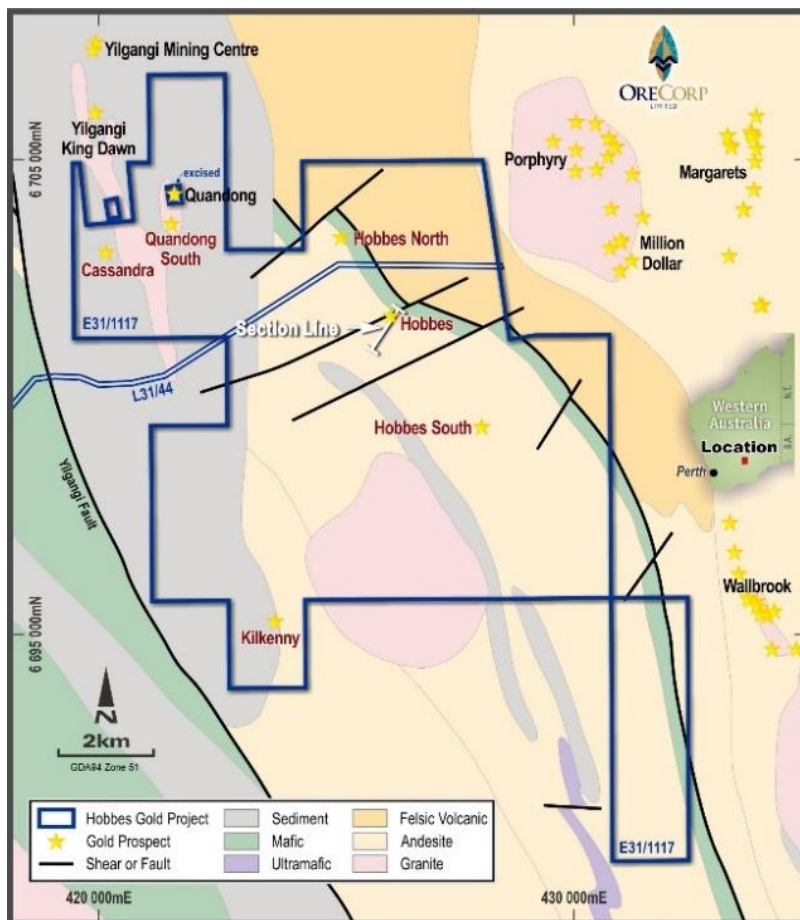 Yilgangi Mining Centre
ORECORP
LIMITED
Yilgangi
King Dawn
Porphyry
Margarets
6 705 000mN
excised
Quandong
Quandong
South
Hobbes North
Million
Dollar
Cassandra
E31/1117
Section Line
Hobbes
L31/44
Western
Australia
N.T.
S.A.
Location
Perth
Hobbes South
Yilgangi Fault
Wallbrook
Kilkenny
6 695 000mN
N
2km
GDA94 Zone 51
Hobbes Gold Project
Sediment
Felsic Volcanic
Gold Prospect
Mafic
Andesite
Shear or Fault
Ultramafic
Granite
E31/1117
420 000mE
430 000mE